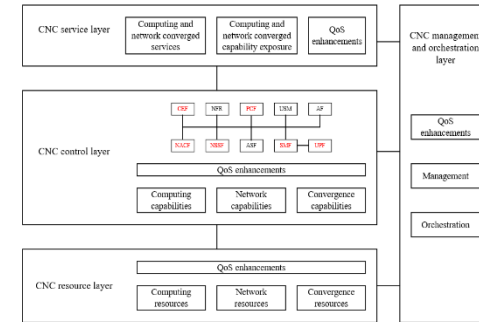 CNC service layer
Computing and
network converged
services
Computing and
network converged
capability exposure
QoS
enhancements
CNC management
and orchestration
layer
QoS
enhancements
Management
Orchestration
CNC control layer
CEF
NFR
PCF
USM
AF
NACF
NSSF
ASF
SMF
UPF
QoS enhancements
Computing
capabilities
Network
capabilities
Convergence
capabilities
CNC resource layer
QoS enhancements
Computing
resources
Network
resources
Convergence
resources